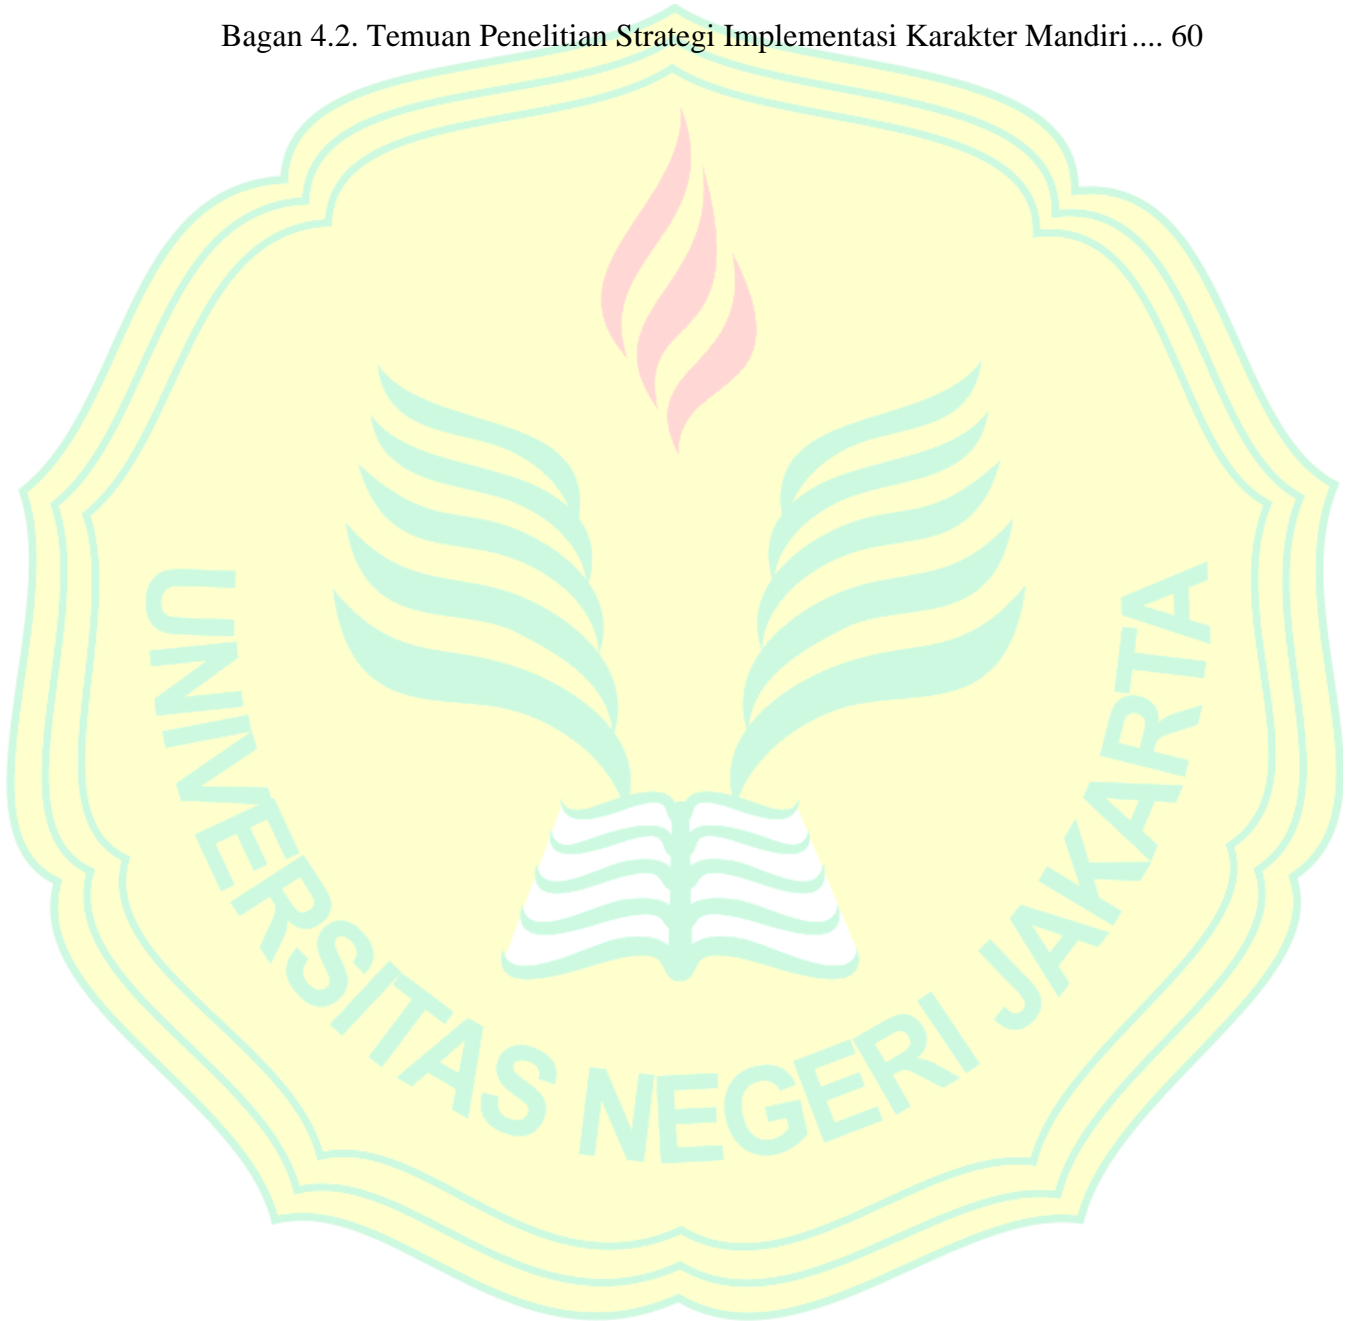 Bagan 4.2. Temuan Penelitian Strategi Implementasi Karakter Mandiri .... 60
UNIVERSITAS NEGERI JAKARTA